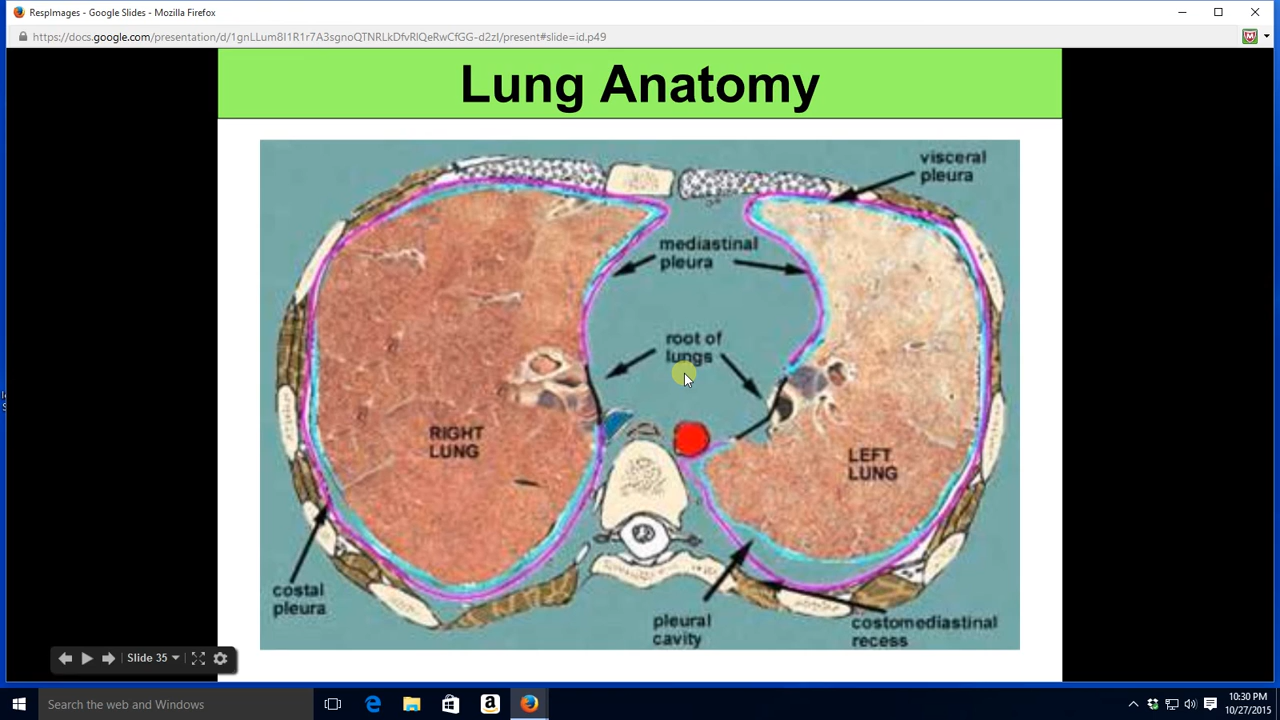 RespImages - Google Slides - Mozilla Firefox
https://docs.google.com/presentation/d/1gnLLum8I1R1r7A3sgnoQTNRLkDfvRlQeRwCfGG-d2zI/present#slide=id.p49
Lung Anatomy
visceral
pleura
mediastinal
pleura
root of
lungs
RIGHT
LUNG
LEFT
LUNG
costal
pleura
pleural
cavity
costomediastinal
recess
Slide 35
Search the web and Windows
10:30 PM
10/27/2015